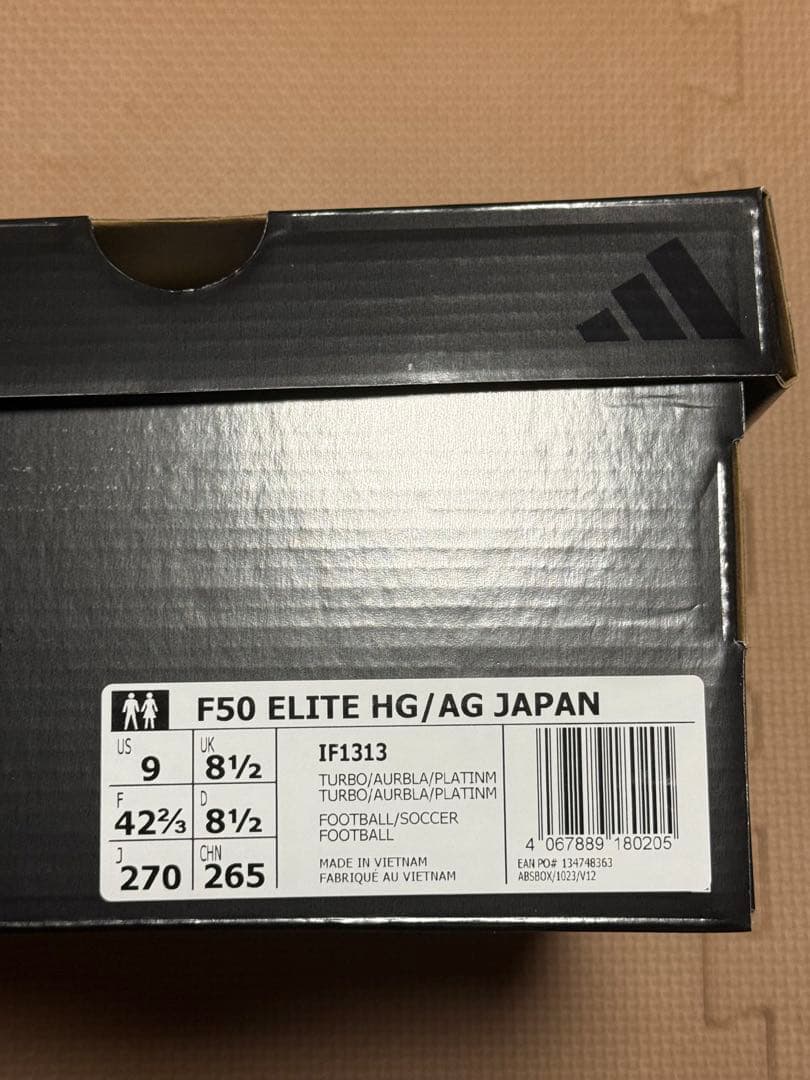 F50 ELITE HG/AG JAPAN
US 9
UK 8½
F 42⅔
D 8½
J 270
CHN 265
IF1313
TURBO/AURBLA/PLATINM
TURBO/AURBLA/PLATINM
FOOTBALL/SOCCER
FOOTBALL
MADE IN VIETNAM
FABRIQUÉ AU VIETNAM
4 067889 180205
EAN PO# 134748363
ABSBOX/1023/V12